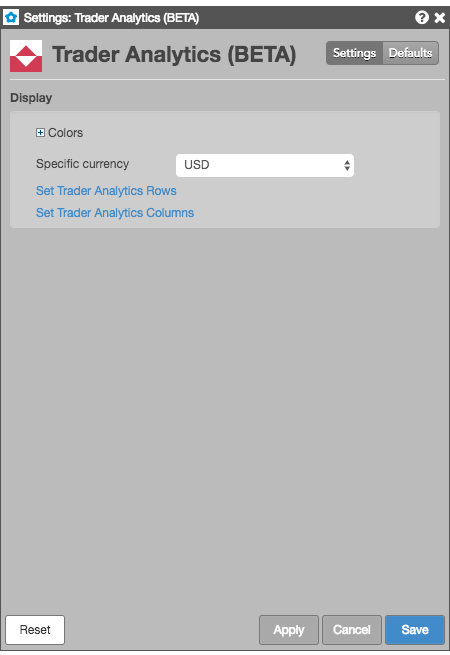 Settings: Trader Analytics (BETA)
Trader Analytics (BETA)
Settings Defaults
Display
Colors
Specific currency USD
Set Trader Analytics Rows
Set Trader Analytics Columns
Reset Apply Cancel Save